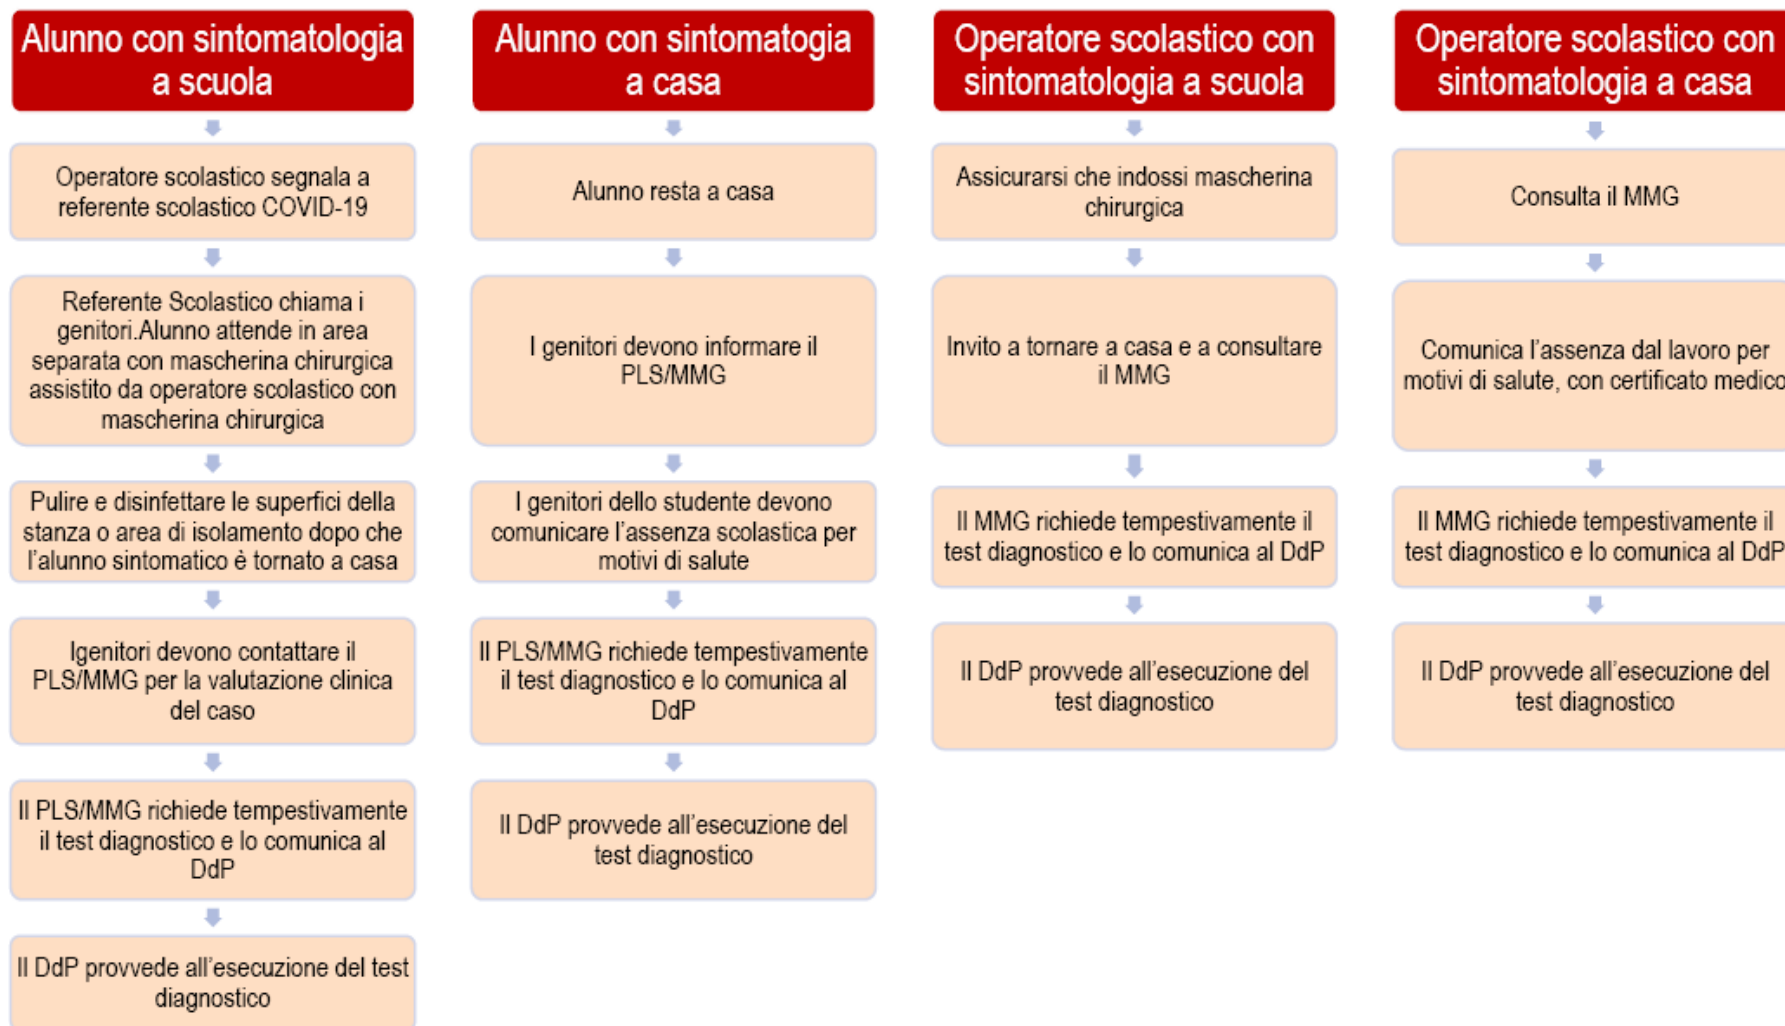 Alunno con sintomatologia
a scuola
Operatore scolastico segnala a
referente scolastico COVID-19
Referente Scolastico chiama i
genitori.Alunno attende in area
separata con mascherina chirurgica
assistito da operatore scolastico con
mascherina chirurgica
Pulire e disinfettare le superfici della
stanza o area di isolamento dopo che
l'alunno sintomatico è tornato a casa
Igenitori devono contattare il
PLS/MMG per la valutazione clinica
del caso
Il PLS/MMG richiede tempestivamente
il test diagnostico e lo comunica al
DdP
Il DdP provvede all'esecuzione del test
diagnostico
Alunno con sintomatogia
a casa
Alunno resta a casa
I genitori devono informare il
PLS/MMG
I genitori dello studente devono
comunicare l'assenza scolastica per
motivi di salute
Il PLS/MMG richiede tempestivamente
il test diagnostico e lo comunica al
DdP
Il DdP provvede all'esecuzione del
test diagnostico
Operatore scolastico con
sintomatologia a scuola
Assicurarsi che indossi mascherina
chirurgica
Invito a tornare a casa e a consultare
il MMG
Il MMG richiede tempestivamente il
test diagnostico e lo comunica al DdP
Il DdP provvede all'esecuzione del
test diagnostico
Operatore scolastico con
sintomatologia a casa
Consulta il MMG
Comunica l'assenza dal lavoro per
motivi di salute, con certificato medico
Il MMG richiede tempestivamente il
test diagnostico e lo comunica al DdP
Il DdP provvede all'esecuzione del
test diagnostico